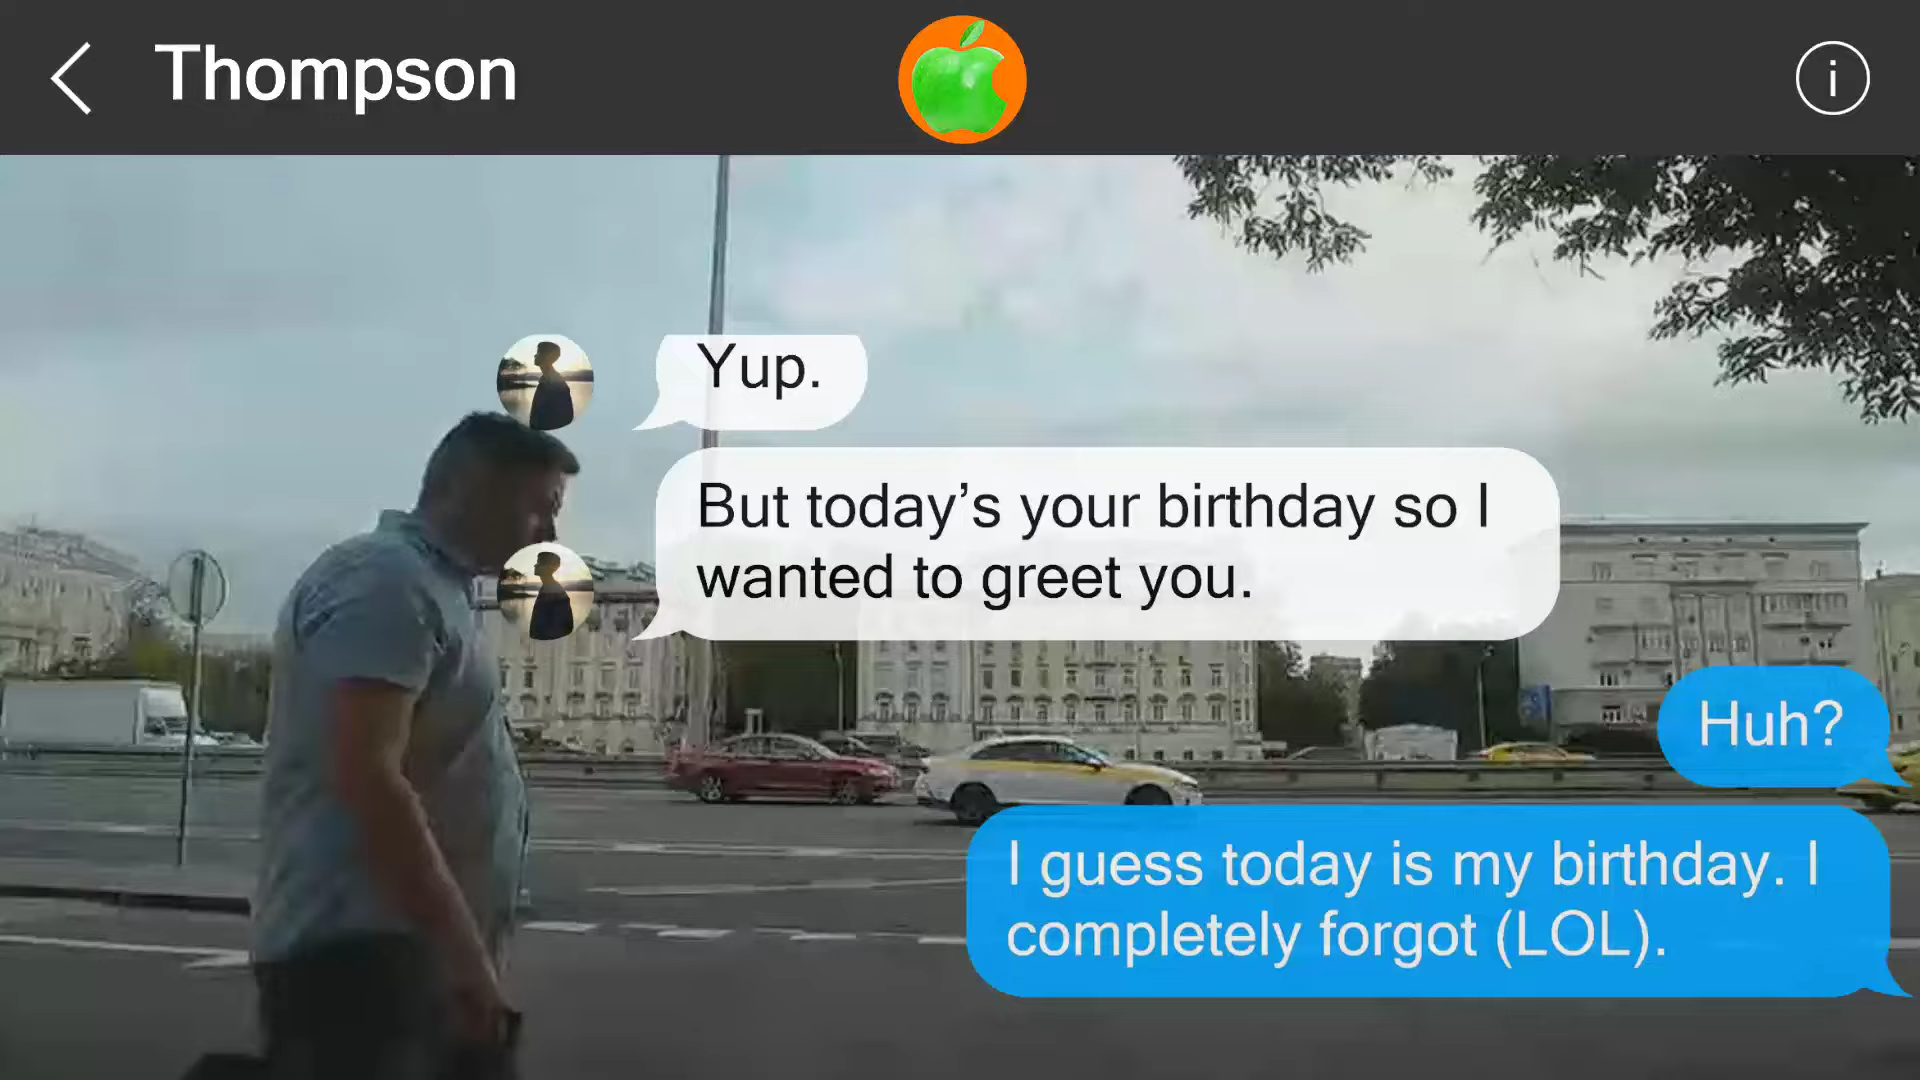 Thompson
i
Yup.
But today’s your birthday so I
wanted to greet you.
Huh?
I guess today is my birthday. I
completely forgot (LOL).